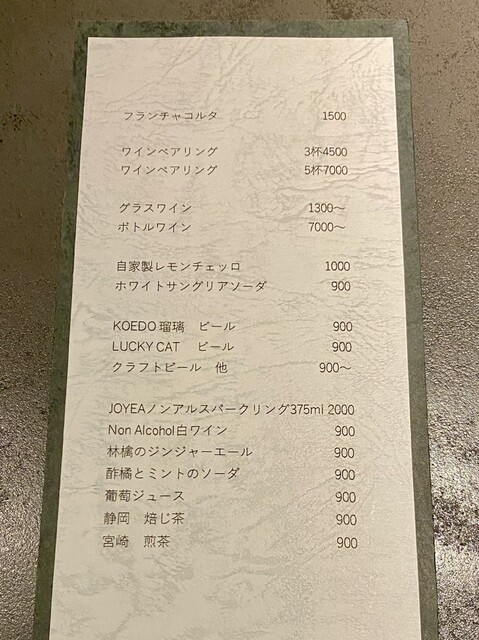 フランチャコルタ 1500
ワインペアリング 3杯4500
ワインペアリング 5杯7000
グラスワイン 1300〜
ボトルワイン 7000〜
自家製レモンチェッロ 1000
ホワイトサングリアソーダ 900
KOEDO瑠璃 ビール 900
LUCKY CAT ビール 900
クラフトビール 他 900〜
JOYEAノンアルスパークリング375ml 2000
Non Alcohol白ワイン 900
林檎のジンジャーエール 900
酢橘とミントのソーダ 900
葡萄ジュース 900
静岡 焙じ茶 900
宮崎 煎茶 900